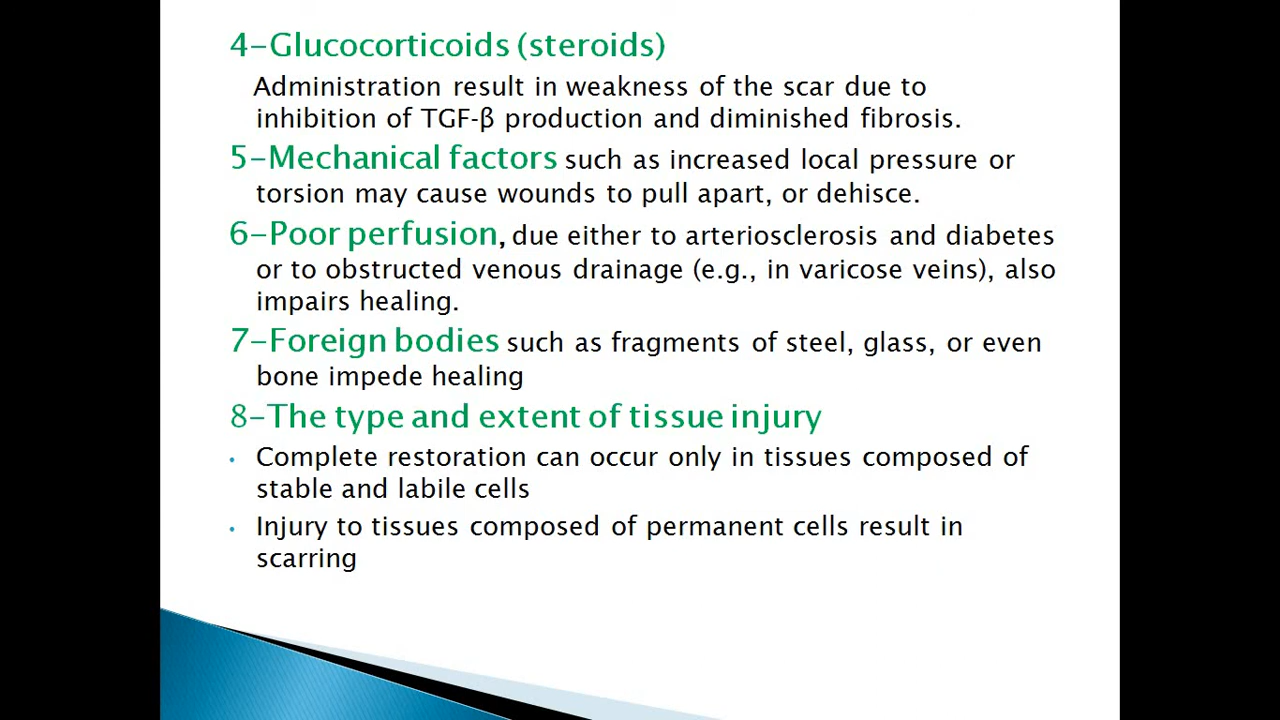 4-Glucocorticoids (steroids)
Administration result in weakness of the scar due to
inhibition of TGF-β production and diminished fibrosis.
5-Mechanical factors such as increased local pressure or
torsion may cause wounds to pull apart, or dehisce.
6-Poor perfusion, due either to arteriosclerosis and diabetes
or to obstructed venous drainage (e.g., in varicose veins), also
impairs healing.
7-Foreign bodies such as fragments of steel, glass, or even
bone impede healing
8-The type and extent of tissue injury
• Complete restoration can occur only in tissues composed of
stable and labile cells
• Injury to tissues composed of permanent cells result in
scarring